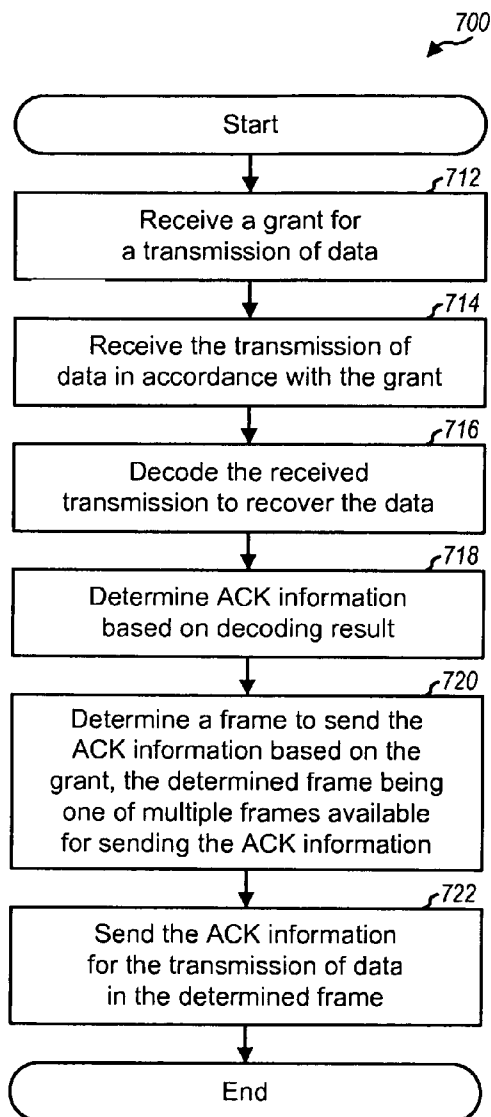 700
Start
712
Receive a grant for
a transmission of data
714
Receive the transmission of
data in accordance with the grant
716
Decode the received
transmission to recover the data
718
Determine ACK information
based on decoding result
720
Determine a frame to send the
ACK information based on the
grant, the determined frame being
one of multiple frames available
for sending the ACK information
722
Send the ACK information
for the transmission of data
in the determined frame
End